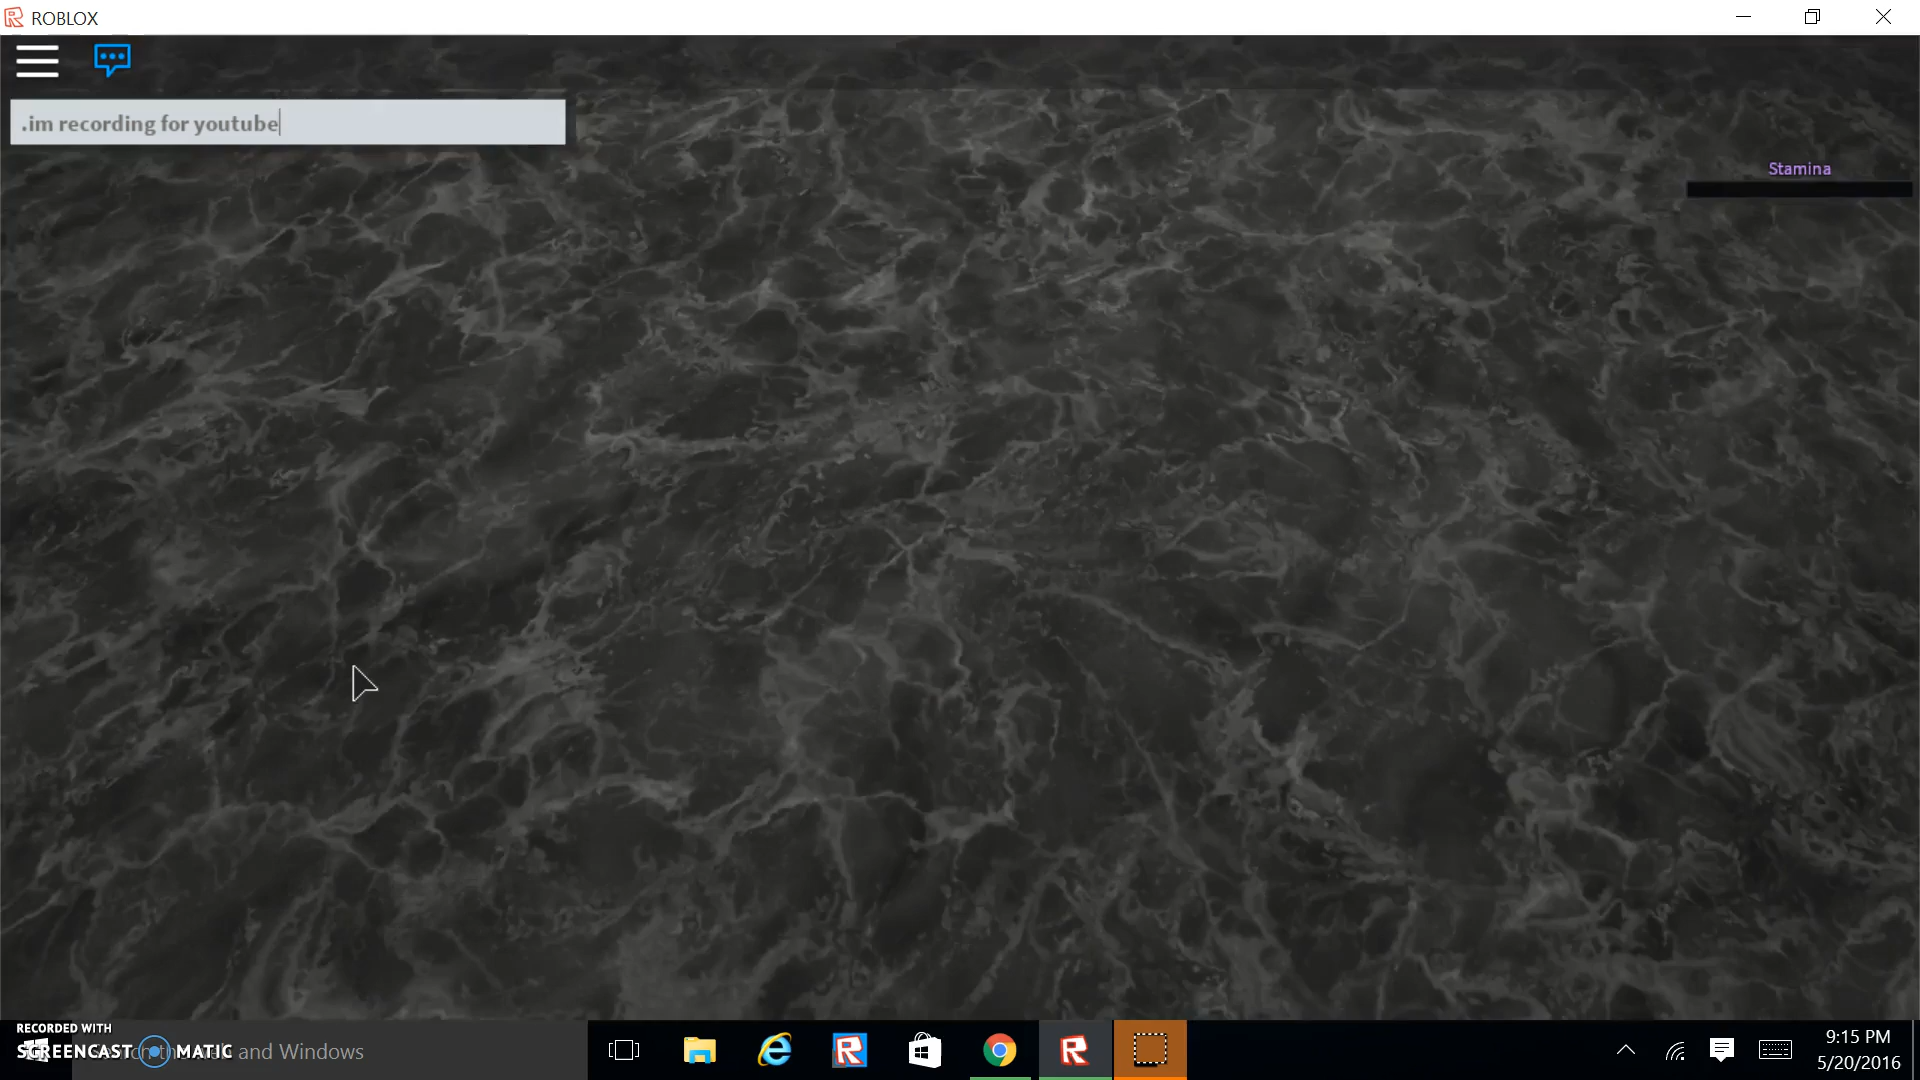 ROBLOX
.im recording for youtube
Stamina
RECORDED WITH
SCREENCAST MATIC
and Windows
9:15 PM
5/20/2016